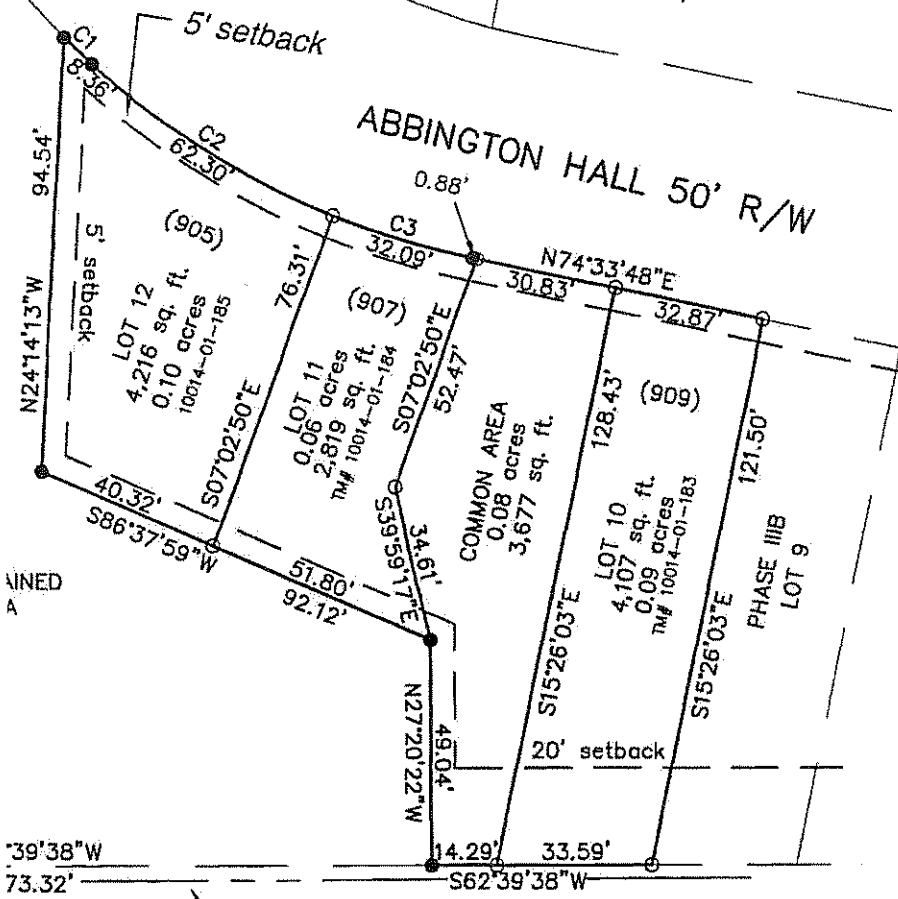 5' setback
C1
8.36'
C2
62.30'
ABBINGTON HALL 50' R/W
0.88'
C3
32.09'
N74°33'48"E
30.83'
32.87'
94.54'
N24°14'13"W
5' setback
(905)
LOT 12
4,216 sq. ft.
0.10 acres
10014-01-185
76.31'
S07°02'50"E
(907)
LOT 11
0.06 acres
2,819 sq. ft.
TM# 10014-01-184
S07°02'50"E
52.47'
S39°59'17"E
34.61'
COMMON AREA
0.08 acres
3,677 sq. ft.
128.43'
S15°26'03"E
(909)
LOT 10
4,107 sq. ft.
0.09 acres
TM# 10014-01-183
121.50'
S15°26'03"E
PHASE IIIB
LOT 9
40.32'
S86°37'59"W
51.80'
92.12'
AINED
A
N27°20'22"W
49.04'
20' setback
°39'38"W
73.32'
14.29'
33.59'
S62°39'38"W